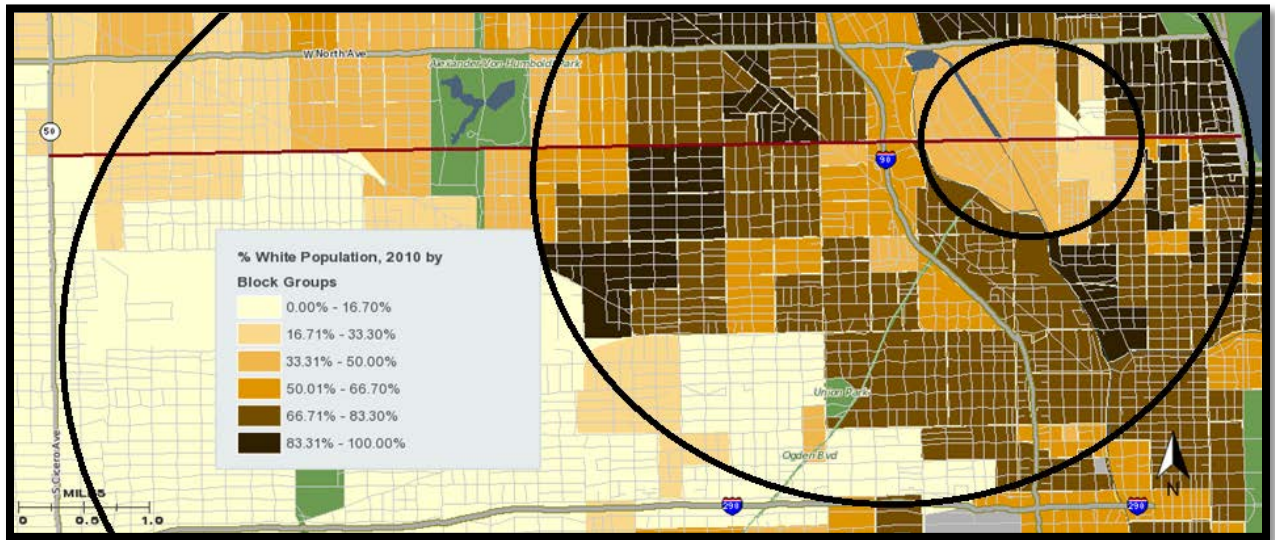 W North Ave
Alexander Von Humboldt Park
50
90
% White Population, 2010 by
Block Groups
0.00% - 16.70%
16.71% - 33.30%
33.31% - 50.00%
50.01% - 66.70%
66.71% - 83.30%
83.31% - 100.00%
Union Park
Ogden Blvd
S Cicero Ave
MILES
0 0.5 1.0
290
290
N